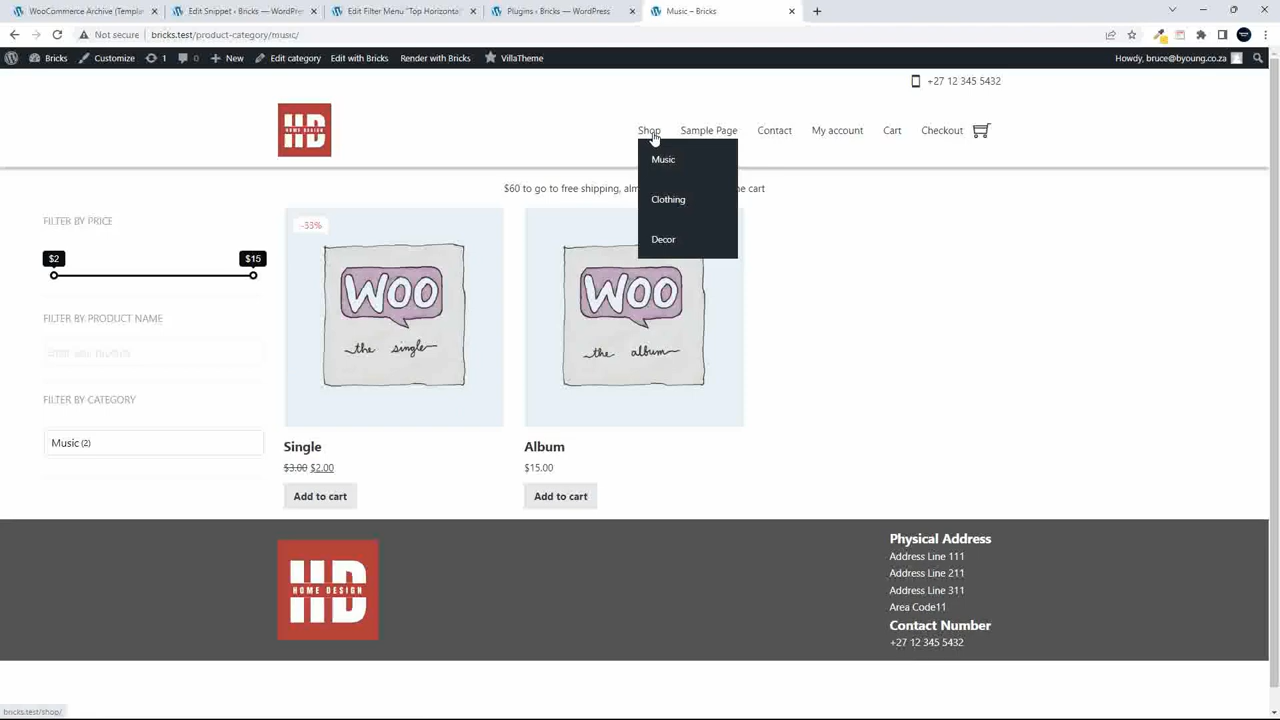 WooCommerce Archive (Templa
Edit Snippet ‹ Bricks — WordPre
Edit Filter Menu "Top Horizonta
Plugins ‹ Bricks — WordPress
Music – Bricks
Not secure
bricks.test/product-category/music/
Bricks
Customize
1
0
New
Edit category
Edit with Bricks
Render with Bricks
VillaTheme
Howdy, bruce@byoung.co.za
+27 12 345 5432
HD
HOME DESIGN
Shop
Sample Page
Contact
My account
Cart
Checkout
Music
Clothing
Decor
$60 to go to free shipping, alm
e cart
FILTER BY PRICE
$2
$15
FILTER BY PRODUCT NAME
FILTER BY CATEGORY
Music (2)
-33%
WOO
the single
WOO
the album
Single
$3.00 $2.00
Add to cart
Album
$15.00
Add to cart
HD
HOME DESIGN
Physical Address
Address Line 111
Address Line 211
Address Line 311
Area Code11
Contact Number
+27 12 345 5432
bricks.test/shop/